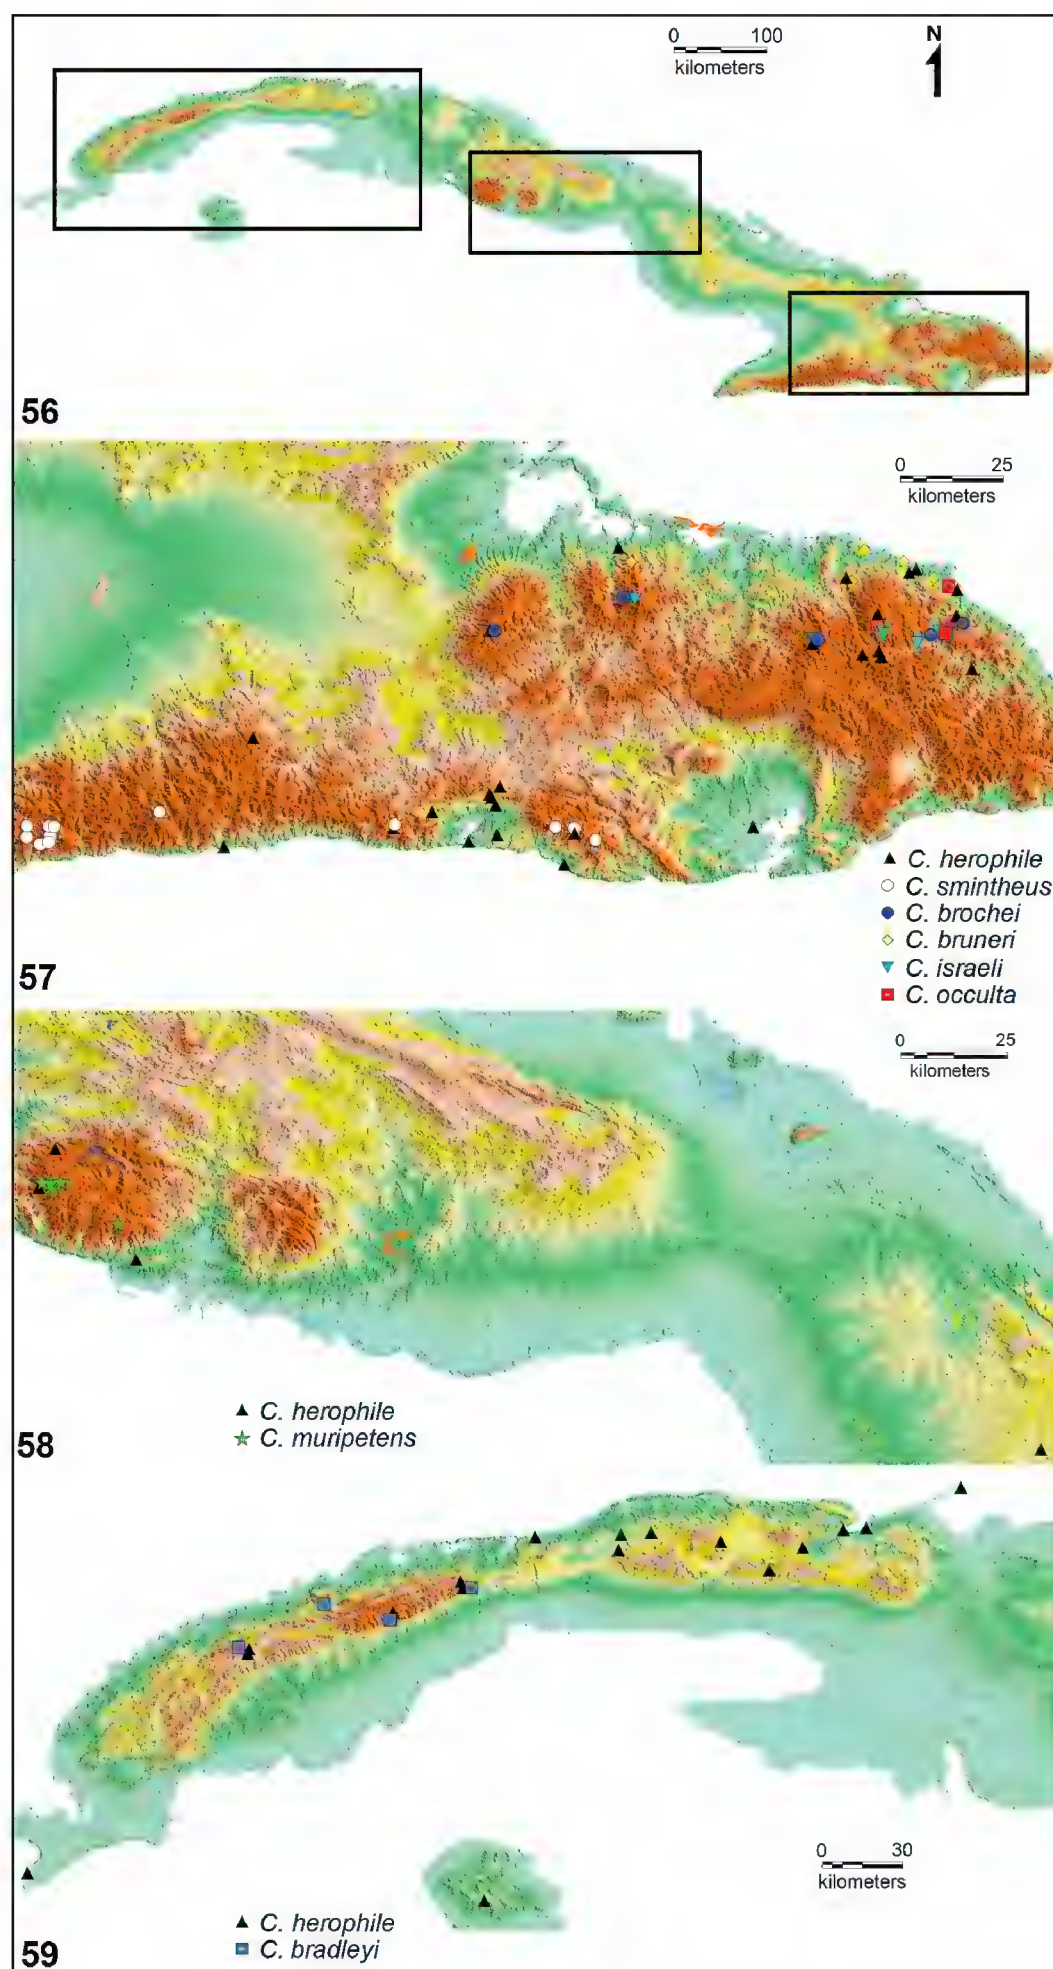 0 100
kilometers
N
56
0 25
kilometers
C. herophile
C. smintheus
C. brochei
C. bruneri
C. israeli
C. occulta
57
0 25
kilometers
C. herophile
C. muripetens
58
0 30
kilometers
C. herophile
C. bradleyi
59